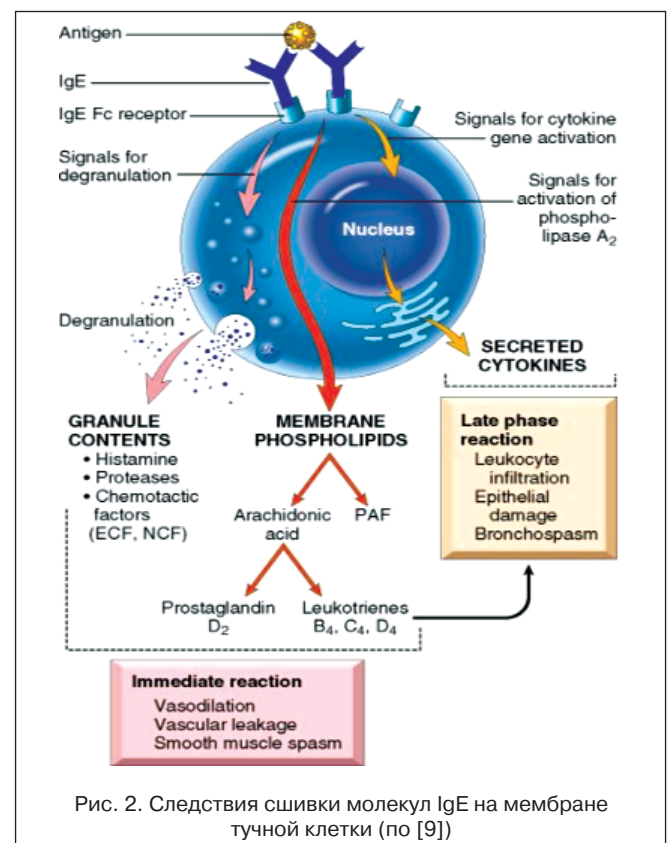 Antigen
IgE
IgE Fc receptor
Signals for
degranulation
Signals for cytokine
gene activation
Signals for
activation of
phospho-
lipase A2
Nucleus
Degranulation
SECRETED
CYTOKINES
GRANULE
CONTENTS
• Histamine
• Proteases
• Chemotactic
factors
(ECF, NCF)
MEMBRANE
PHOSPHOLIPIDS
Arachidonic
acid
PAF
Prostaglandin
D2
Leukotrienes
B4, C4, D4
Late phase
reaction
Leukocyte
infiltration
Epithelial
damage
Bronchospasm
Immediate reaction
Vasodilation
Vascular leakage
Smooth muscle spasm
Рис. 2. Следствия сшивки молекул IgE на мембране
тучной клетки (по [9])